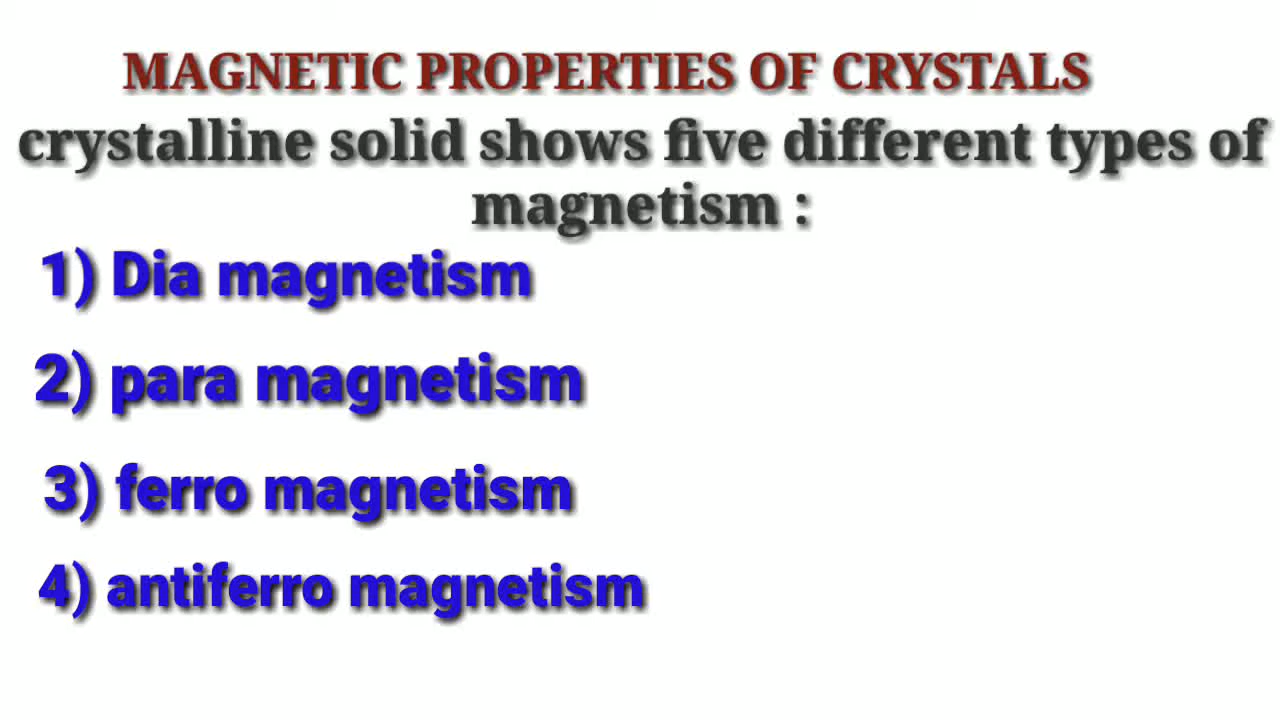 MAGNETIC PROPERTIES OF CRYSTALS
crystalline solid shows five different types of
magnetism :
1) Dia magnetism
2) para magnetism
3) ferro magnetism
4) antiferro magnetism